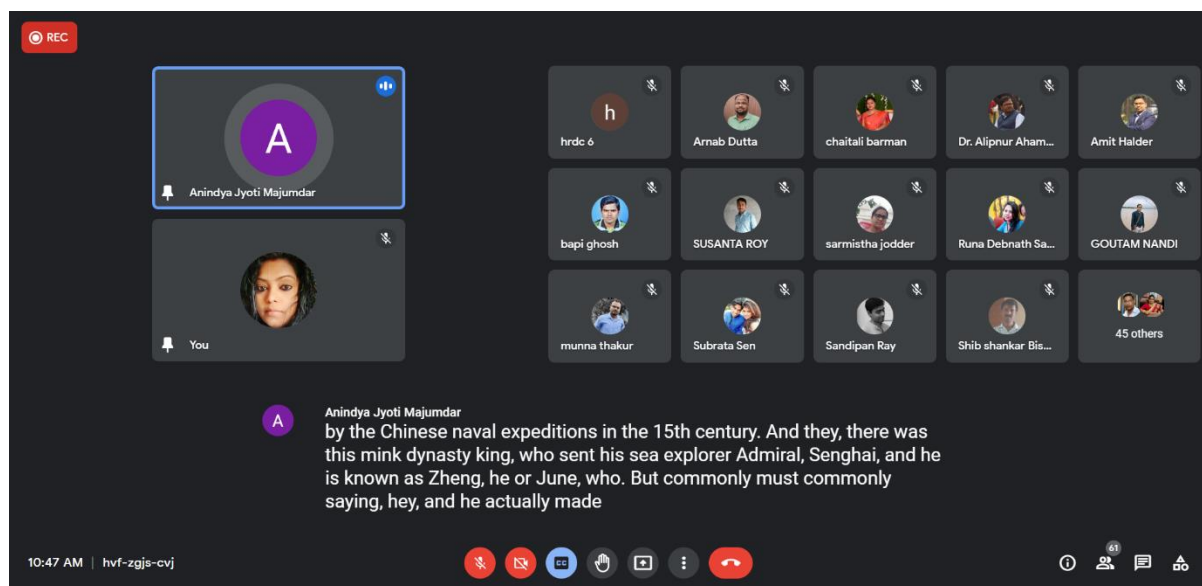 REC
A
Anindya Jyoti Majumdar
You
h
hrdc 6
Arnab Dutta
chaitali barman
Dr. Alipnur Aham...
Amit Halder
bapi ghosh
SUSANTA ROY
sarmistha jodder
Runa Debnath Sa...
GOUTAM NANDI
munna thakur
Subrata Sen
Sandipan Ray
Shib shankar Bis...
45 others
A
Anindya Jyoti Majumdar
by the Chinese naval expeditions in the 15th century. And they, there was
this mink dynasty king, who sent his sea explorer Admiral, Senghai, and he
is known as Zheng, he or June, who. But commonly must commonly
saying, hey, and he actually made
10:47 AM | hvf-zgjs-cvj
CC
61